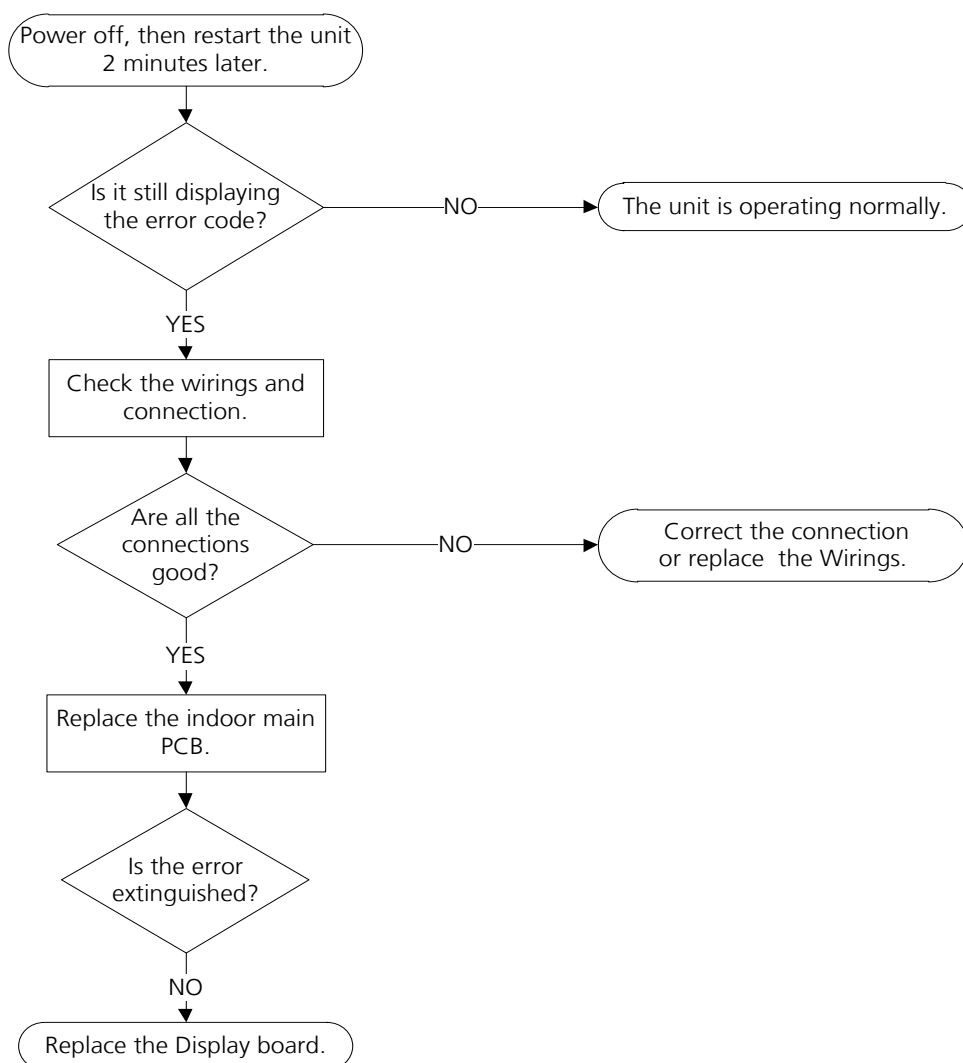 Power off, then restart the unit
2 minutes later.
Is it still displaying
the error code?
NO
The unit is operating normally.
YES
Check the wirings and
connection.
Are all the
connections
good?
NO
Correct the connection
or replace  the Wirings.
YES
Replace the indoor main
PCB.
Is the error
extinguished?
NO
Replace the Display board.